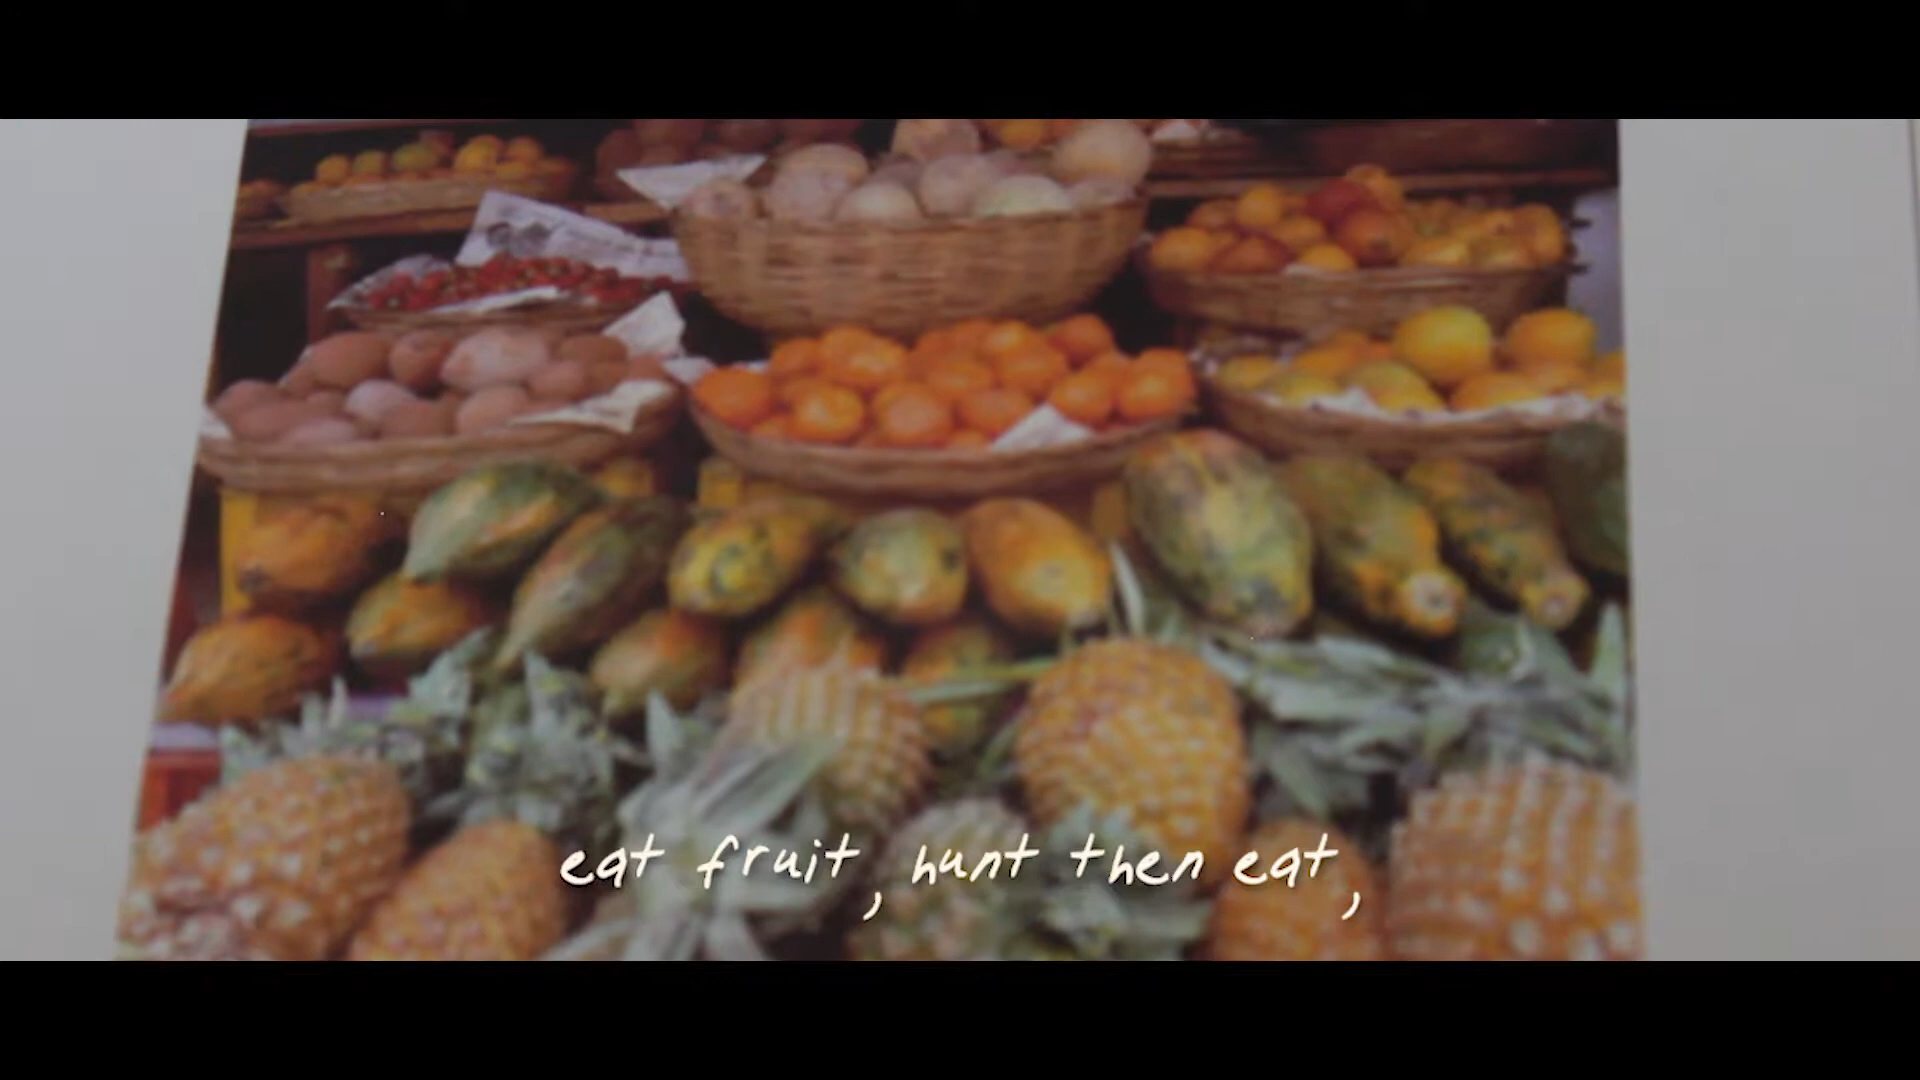 eat fruit, hunt then eat,